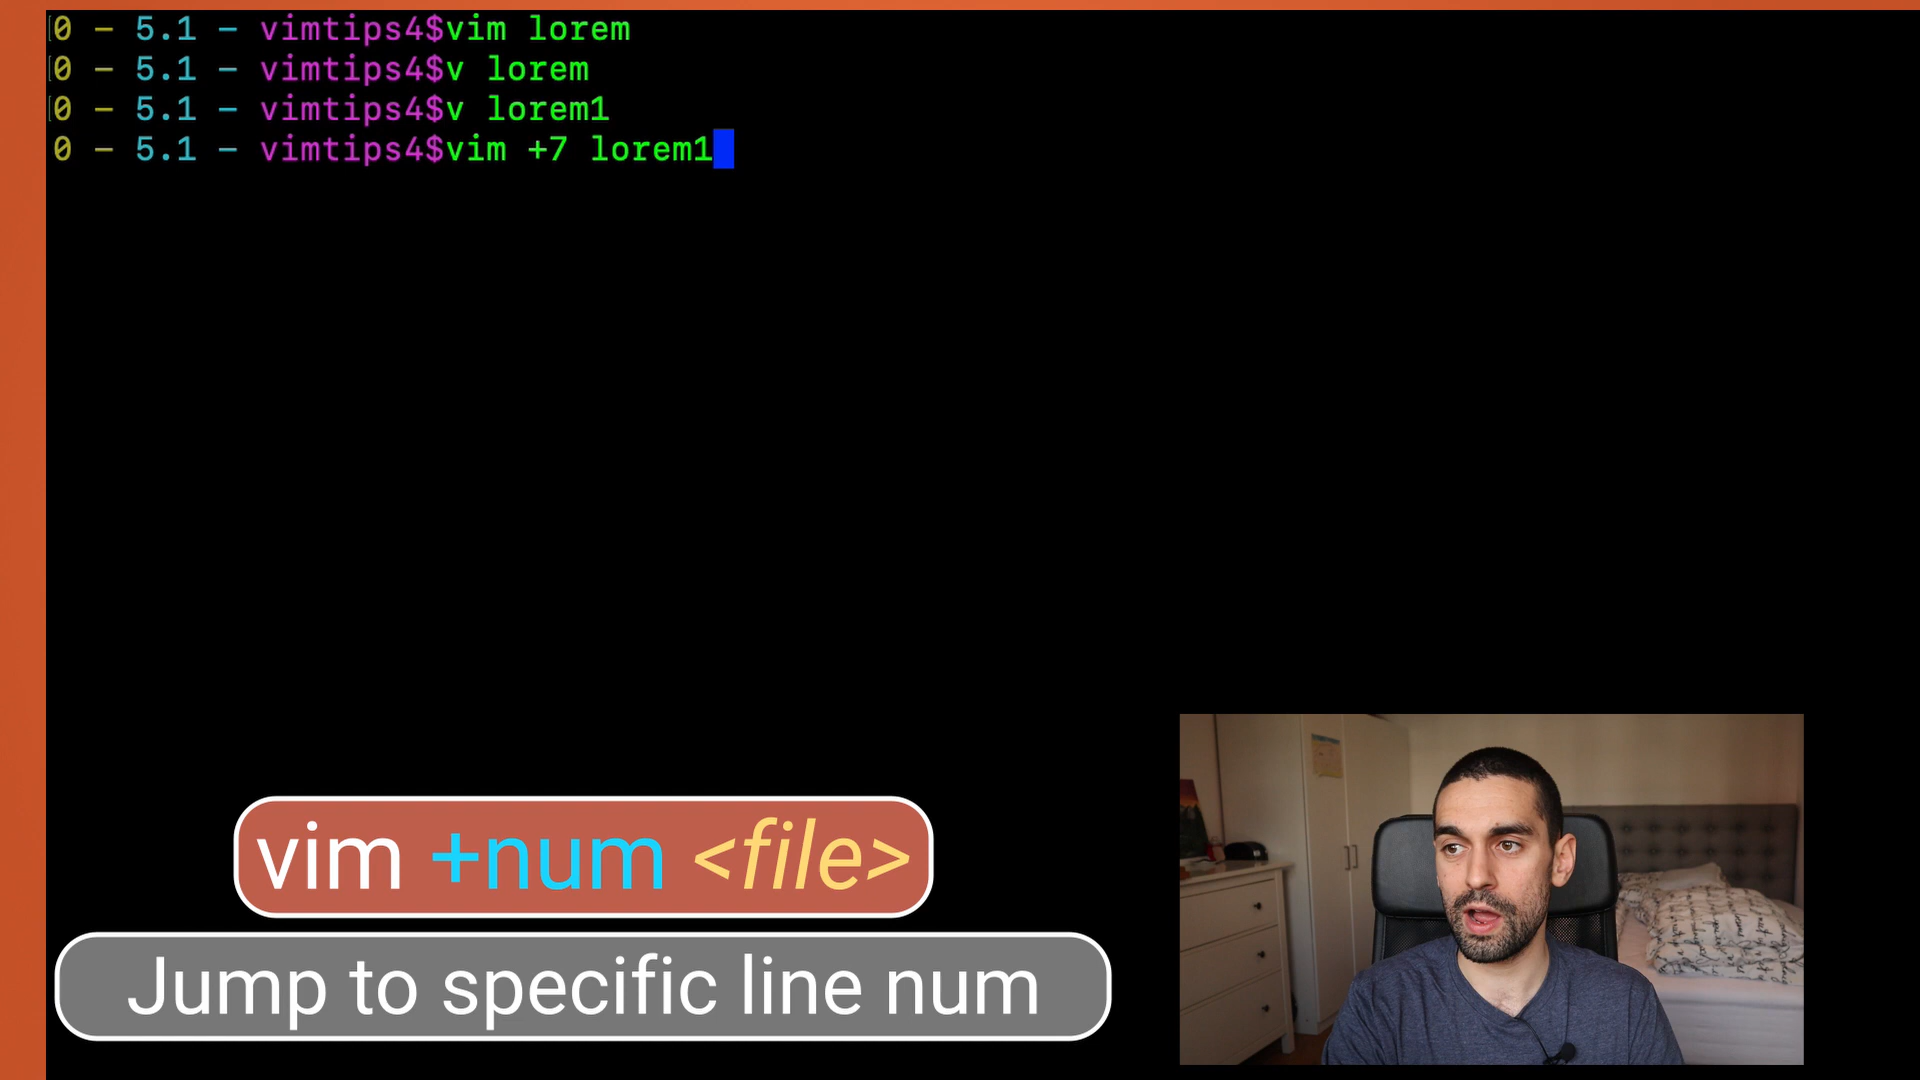 0 – 5.1 – vimtips4$vim lorem
0 – 5.1 – vimtips4$v lorem
0 – 5.1 – vimtips4$v lorem1
0 – 5.1 – vimtips4$vim +7 lorem1
vim +num <file>
Jump to specific line num